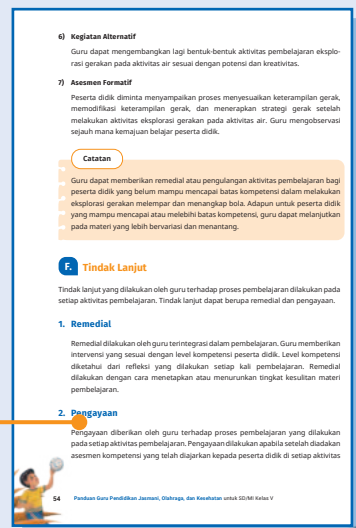 6) Kegiatan Alternatif
Guru dapat mengembangkan lagi bentuk-bentuk aktivitas pembelajaran eksplo-
rasi gerakan pada aktivitas air sesuai dengan potensi dan kreativitas.
7) Asesmen Formatif
Peserta didik diminta menyampaikan proses menyesuaikan keterampilan gerak,
memodifikasi keterampilan gerak, dan menerapkan strategi gerak setelah
melakukan aktivitas eksplorasi gerakan pada aktivitas air. Guru mengobservasi
sejauh mana kemajuan belajar peserta didik.
Catatan
Guru dapat memberikan remedial atau pengulangan aktivitas pembelajaran bagi
peserta didik yang belum mampu mencapai batas kompetensi dalam melakukan
eksplorasi gerakan melempar dan menangkap bola. Adapun untuk peserta didik
yang mampu mencapai atau melebihi batas kompetensi, guru dapat melanjutkan
pada materi yang lebih bervariasi dan menantang.
F. Tindak Lanjut
Tindak lanjut yang dilakukan oleh guru terhadap proses pembelajaran dilakukan pada
setiap aktivitas pembelajaran. Tindak lanjut dapat berupa remedial dan pengayaan.
1. Remedial
Remedial dilakukan oleh guru terintegrasi dalam pembelajaran. Guru memberikan
intervensi yang sesuai dengan level kompetensi peserta didik. Level kompetensi
diketahui dari refleksi yang dilakukan setiap kali pembelajaran. Remedial
dilakukan dengan cara menetapkan atau menurunkan tingkat kesulitan materi
pembelajaran.
2. Pengayaan
Pengayaan diberikan oleh guru terhadap proses pembelajaran yang dilakukan
pada setiap aktivitas pembelajaran. Pengayaan dilakukan apabila setelah diadakan
asesmen kompetensi yang telah diajarkan kepada peserta didik di setiap aktivitas
54 Panduan Guru Pendidikan Jasmani, Olahraga, dan Kesehatan untuk SD/MI Kelas V